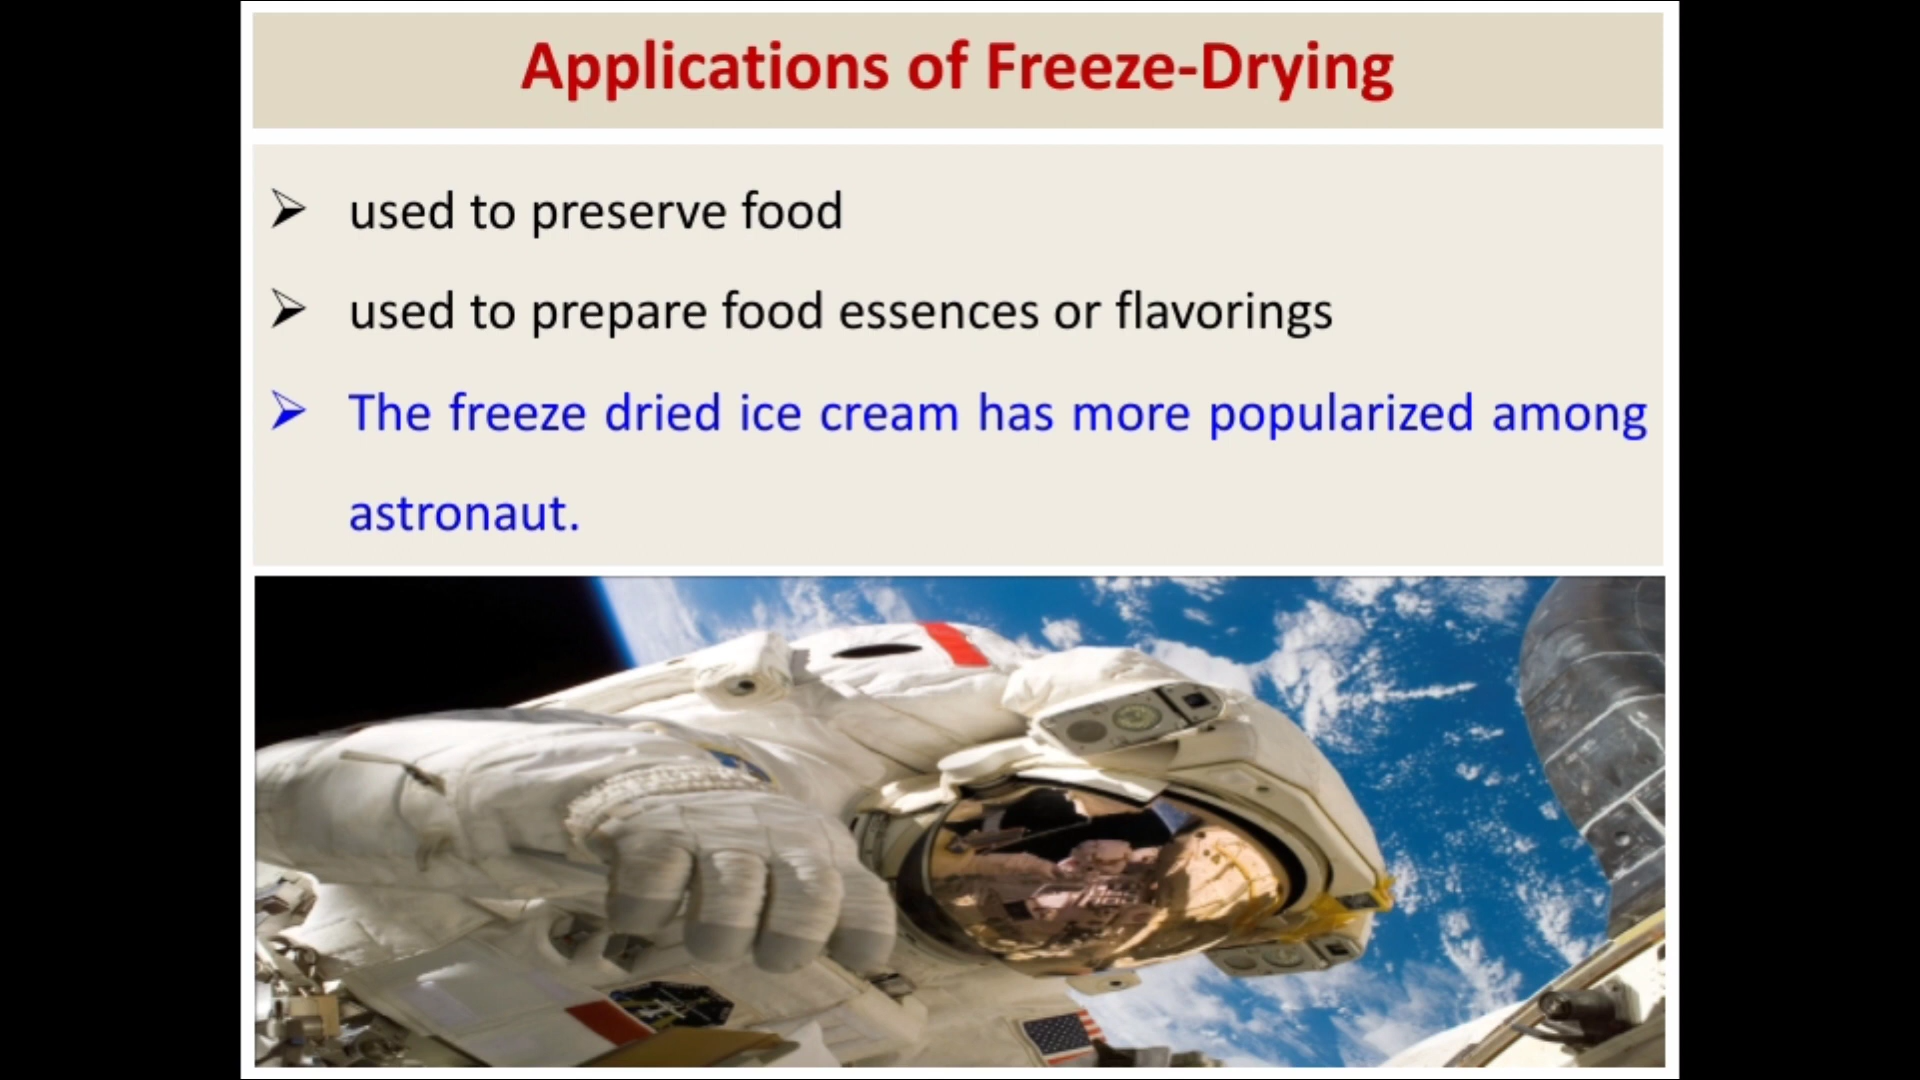 Applications of Freeze-Drying
➢ used to preserve food
➢ used to prepare food essences or flavorings
➢ The freeze dried ice cream has more popularized among
astronaut.